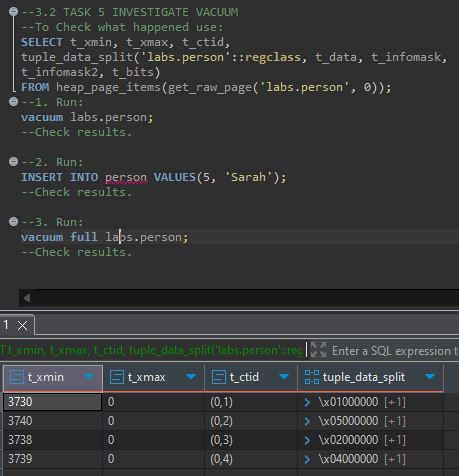 --3.2 TASK 5 INVESTIGATE VACUUM
--To Check what happened use:
SELECT t_xmin, t_xmax, t_ctid,
tuple_data_split('labs.person'::regclass, t_data, t_infomask,
t_infomask2, t_bits)
FROM heap_page_items(get_raw_page('labs.person', 0));
--1. Run:
vacuum labs.person;
--Check results.
--2. Run:
INSERT INTO person VALUES(5, 'Sarah');
--Check results.
--3. Run:
vacuum full labs.person;
--Check results.
1
T t_xmin, t_xmax, t_ctid, tuple_data_split('labs.person'::reg Enter a SQL expression t
t_xmin t_xmax t_ctid tuple_data_split
3730 0 (0,1) \x01000000 [+1]
3740 0 (0,2) \x05000000 [+1]
3738 0 (0,3) \x02000000 [+1]
3739 0 (0,4) \x04000000 [+1]